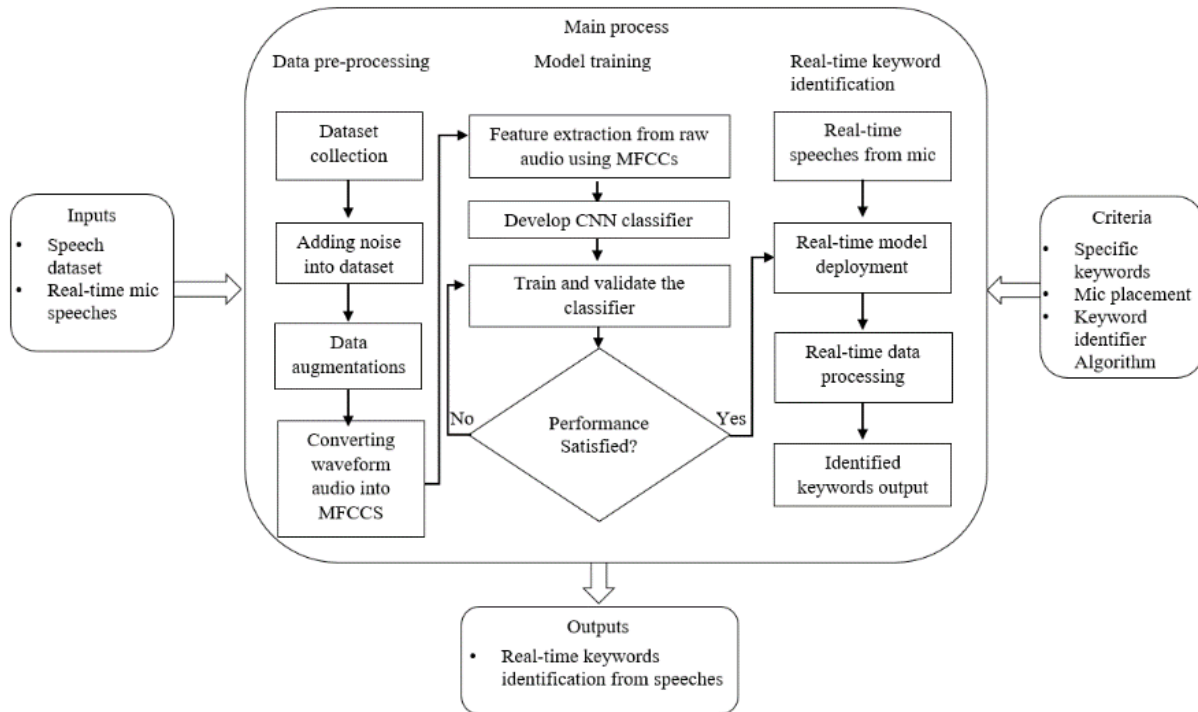 Main process
Data pre-processing
Model training
Real-time keyword
identification
Dataset
collection
Adding noise
into dataset
Data
augmentations
Converting
waveform
audio into
MFCCS
Feature extraction from raw
audio using MFCCs
Develop CNN classifier
Train and validate the
classifier
No
Performance
Satisfied?
Yes
Real-time
speeches from mic
Real-time model
deployment
Real-time data
processing
Identified
keywords output
Inputs
• Speech
dataset
• Real-time mic
speeches
Criteria
• Specific
keywords
• Mic placement
• Keyword
identifier
Algorithm
Outputs
• Real-time keywords
identification from speeches